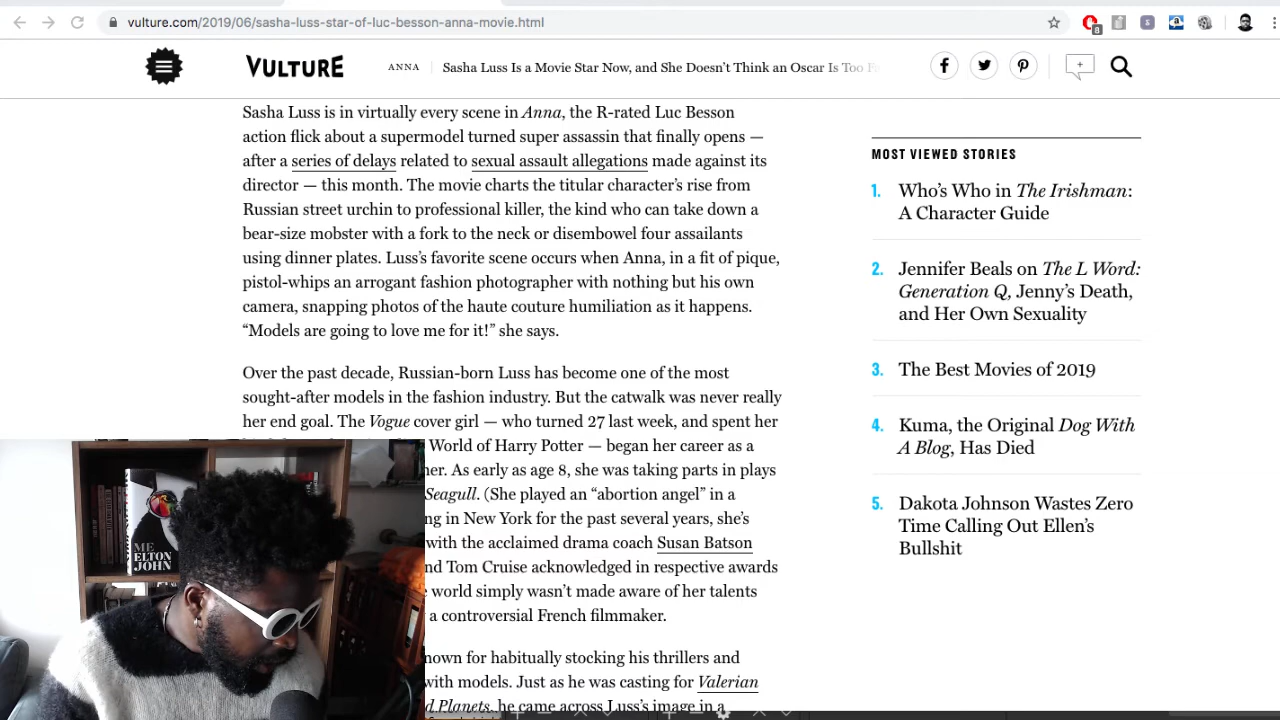 vulture.com/2019/06/sasha-luss-star-of-luc-besson-anna-movie.html
8
VULTURE
ANNA
Sasha Luss Is a Movie Star Now, and She Doesn't Think an Oscar Is Too
Sasha Luss is in virtually every scene in Anna, the R-rated Luc Besson
action flick about a supermodel turned super assassin that finally opens —
after a series of delays related to sexual assault allegations made against its
director — this month. The movie charts the titular character's rise from
Russian street urchin to professional killer, the kind who can take down a
bear-size mobster with a fork to the neck or disembowel four assailants
using dinner plates. Luss's favorite scene occurs when Anna, in a fit of pique,
pistol-whips an arrogant fashion photographer with nothing but his own
camera, snapping photos of the haute couture humiliation as it happens.
“Models are going to love me for it!” she says.
Over the past decade, Russian-born Luss has become one of the most
sought-after models in the fashion industry. But the catwalk was never really
her end goal. The Vogue cover girl — who turned 27 last week, and spent her
World of Harry Potter — began her career as a
her. As early as age 8, she was taking parts in plays
Seagull. (She played an “abortion angel” in a
ng in New York for the past several years, she's
with the acclaimed drama coach Susan Batson
nd Tom Cruise acknowledged in respective awards
world simply wasn't made aware of her talents
a controversial French filmmaker.
nown for habitually stocking his thrillers and
with models. Just as he was casting for Valerian
d Planets, he came across Luss's image in a
MOST VIEWED STORIES
1. Who's Who in The Irishman:
A Character Guide
2. Jennifer Beals on The L Word:
Generation Q, Jenny's Death,
and Her Own Sexuality
3. The Best Movies of 2019
4. Kuma, the Original Dog With
A Blog, Has Died
5. Dakota Johnson Wastes Zero
Time Calling Out Ellen's
Bullshit
ME
ELTON
JOHN